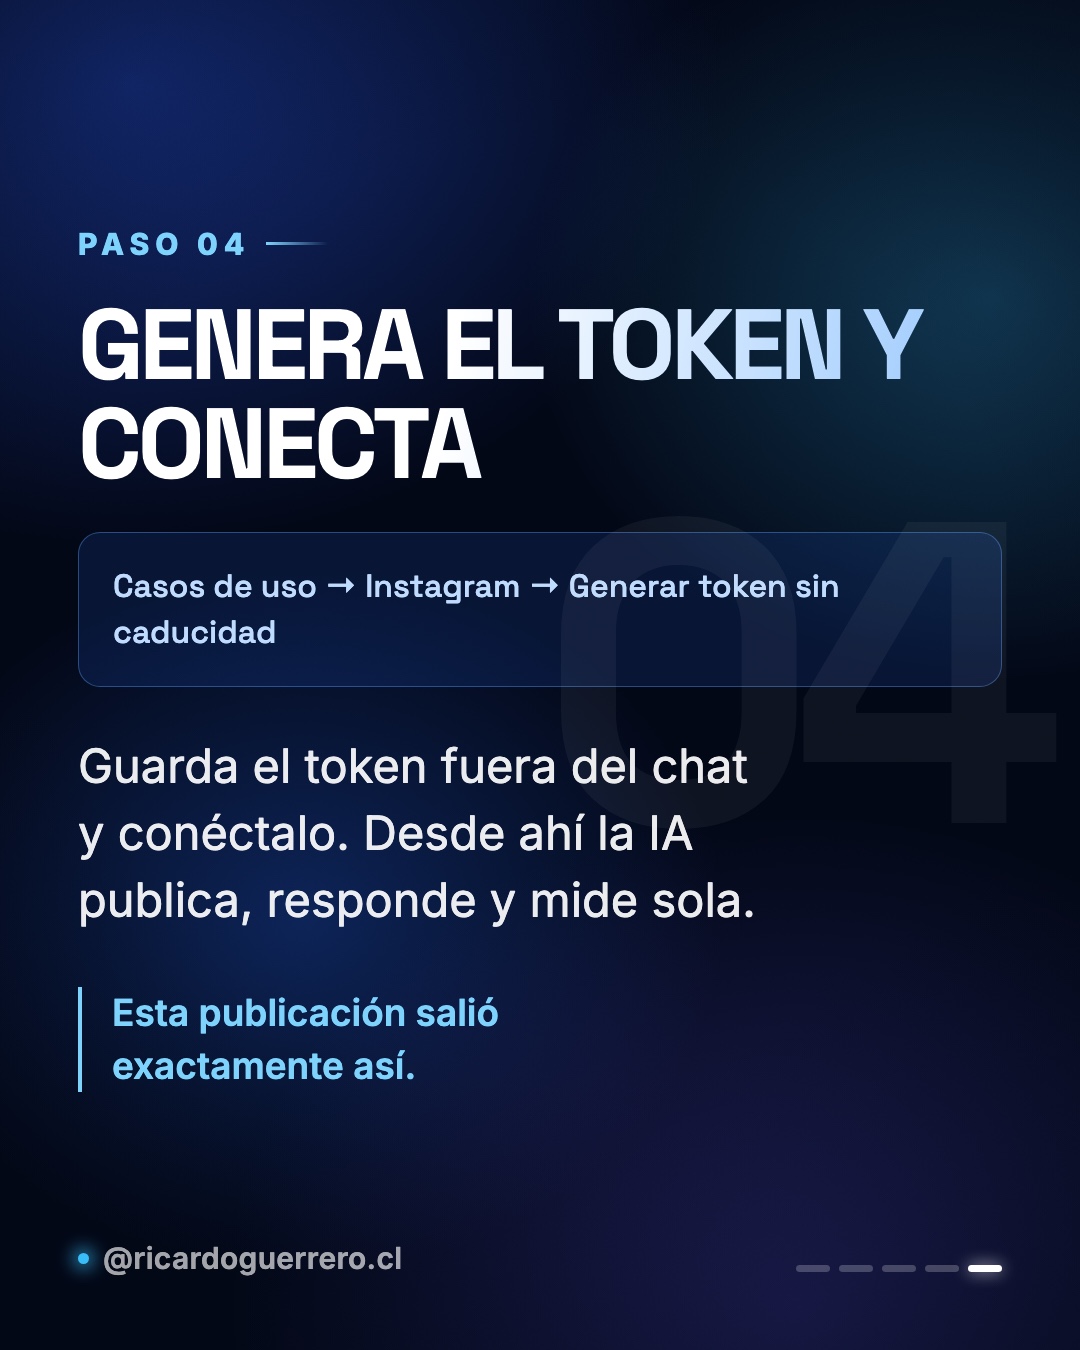 PASO 04
GENERA EL TOKEN Y
CONECTA
04
Casos de uso → Instagram → Generar token sin
caducidad
Guarda el token fuera del chat
y conéctalo. Desde ahí la IA
publica, responde y mide sola.
Esta publicación salió
exactamente así.
@ricardoguerrero.cl